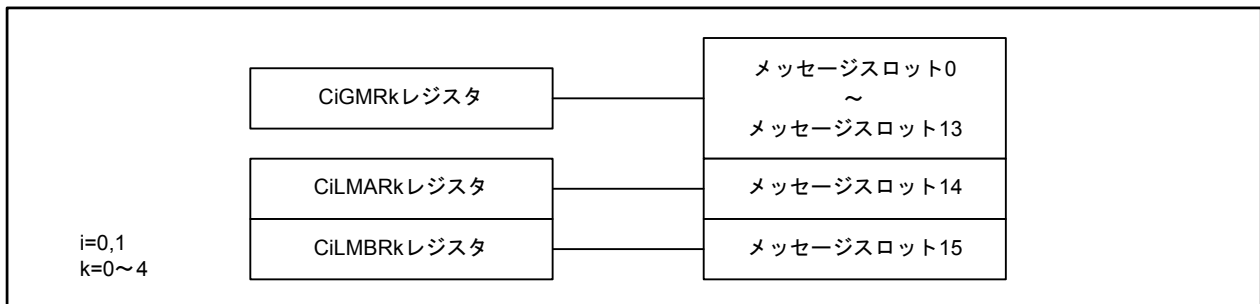 CiGMRkレジスタ
メッセージスロット0
～
メッセージスロット13
CiLMARkレジスタ
メッセージスロット14
CiLMBRkレジスタ
メッセージスロット15
i=0,1
k=0～4